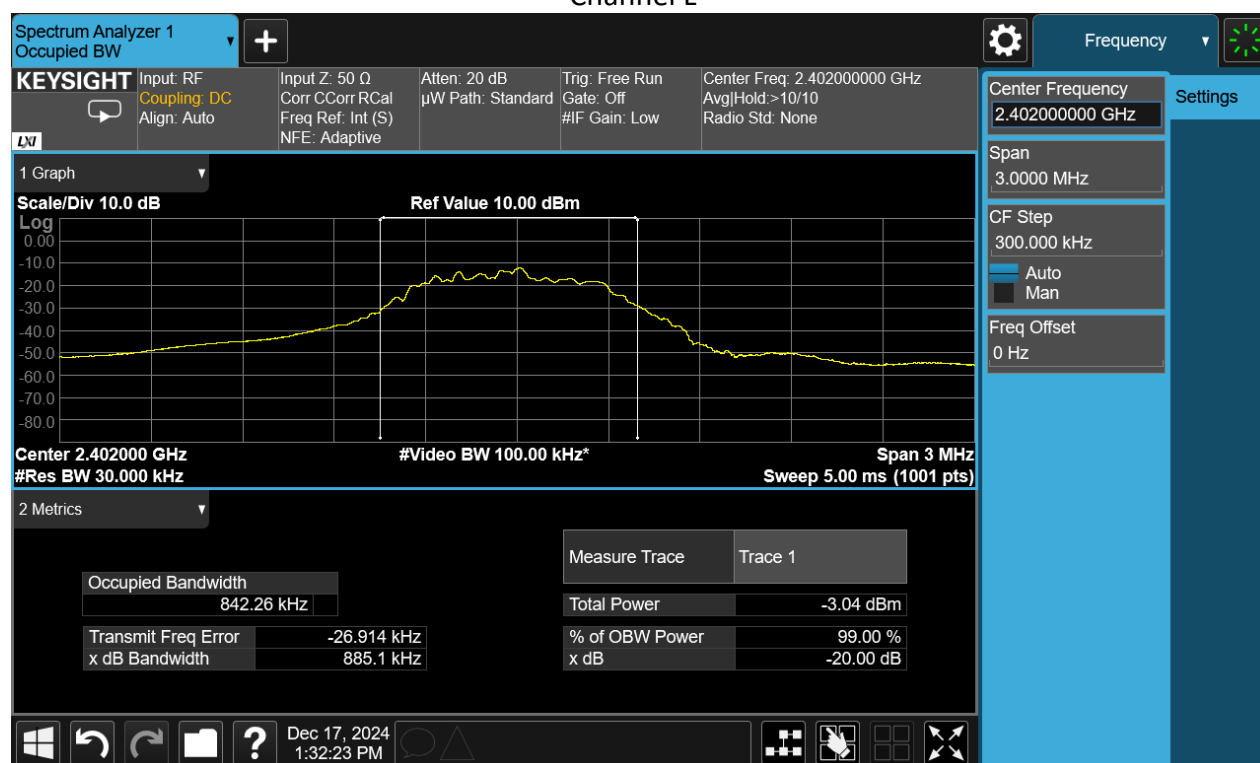 Channel L
Spectrum Analyzer 1
Occupied BW
Frequency
KEYSIGHT
LXI
Input: RF
Coupling: DC
Align: Auto
Input Z: 50 Ω
Corr CCorr RCal
Freq Ref: Int (S)
NFE: Adaptive
Atten: 20 dB
µW Path: Standard
Trig: Free Run
Gate: Off
#IF Gain: Low
Center Freq: 2.402000000 GHz
Avg|Hold:>10/10
Radio Std: None
Center Frequency
2.402000000 GHz
Settings
Span
3.0000 MHz
CF Step
300.000 kHz
Auto
Man
Freq Offset
0 Hz
1 Graph
Scale/Div 10.0 dB
Ref Value 10.00 dBm
Log
0.00
-10.0
-20.0
-30.0
-40.0
-50.0
-60.0
-70.0
-80.0
Center 2.402000 GHz
#Video BW 100.00 kHz*
Span 3 MHz
#Res BW 30.000 kHz
Sweep 5.00 ms (1001 pts)
2 Metrics
Measure Trace Trace 1
Occupied Bandwidth
842.26 kHz
Total Power -3.04 dBm
Transmit Freq Error -26.914 kHz
% of OBW Power 99.00 %
x dB Bandwidth 885.1 kHz
x dB -20.00 dB
?
Dec 17, 2024
1:32:23 PM